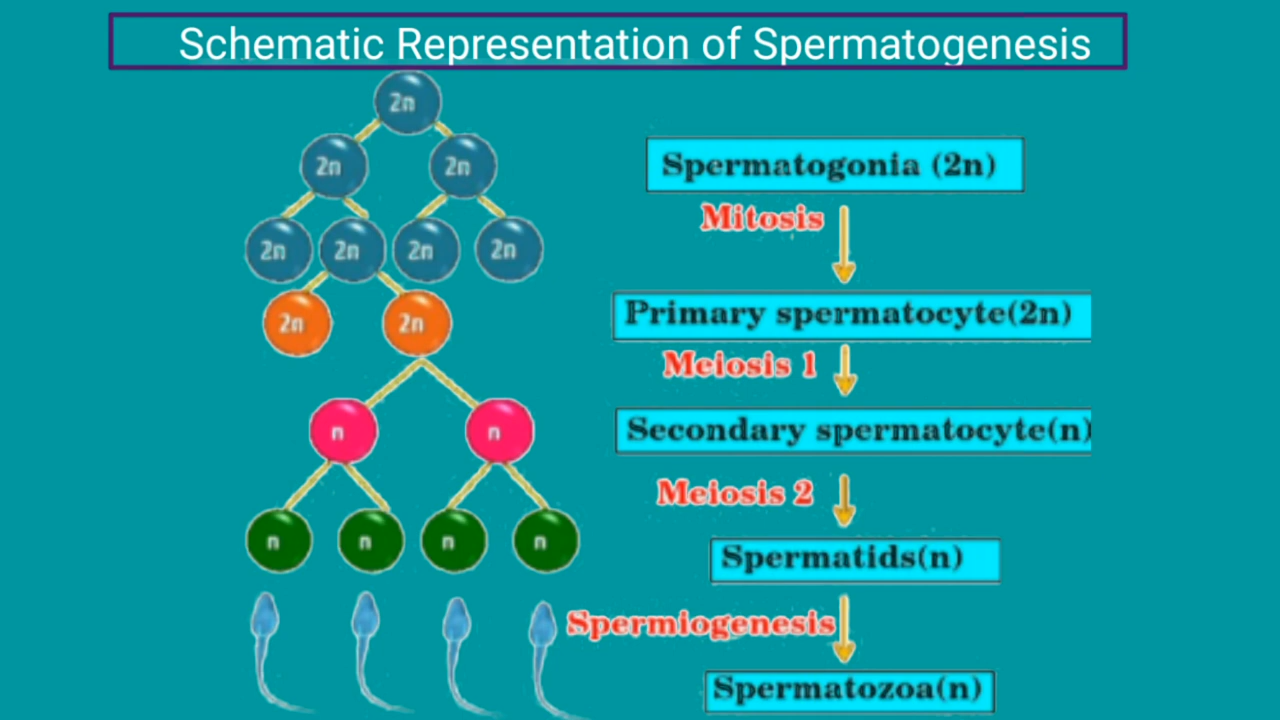 Schematic Representation of Spermatogenesis
2n
2n 2n
2n 2n 2n 2n
2n 2n
n n
n n n n
Spermatogonia (2n)
Mitosis
Primary spermatocyte(2n)
Meiosis 1
Secondary spermatocyte(n)
Meiosis 2
Spermatids(n)
Spermiogenesis
Spermatozoa(n)